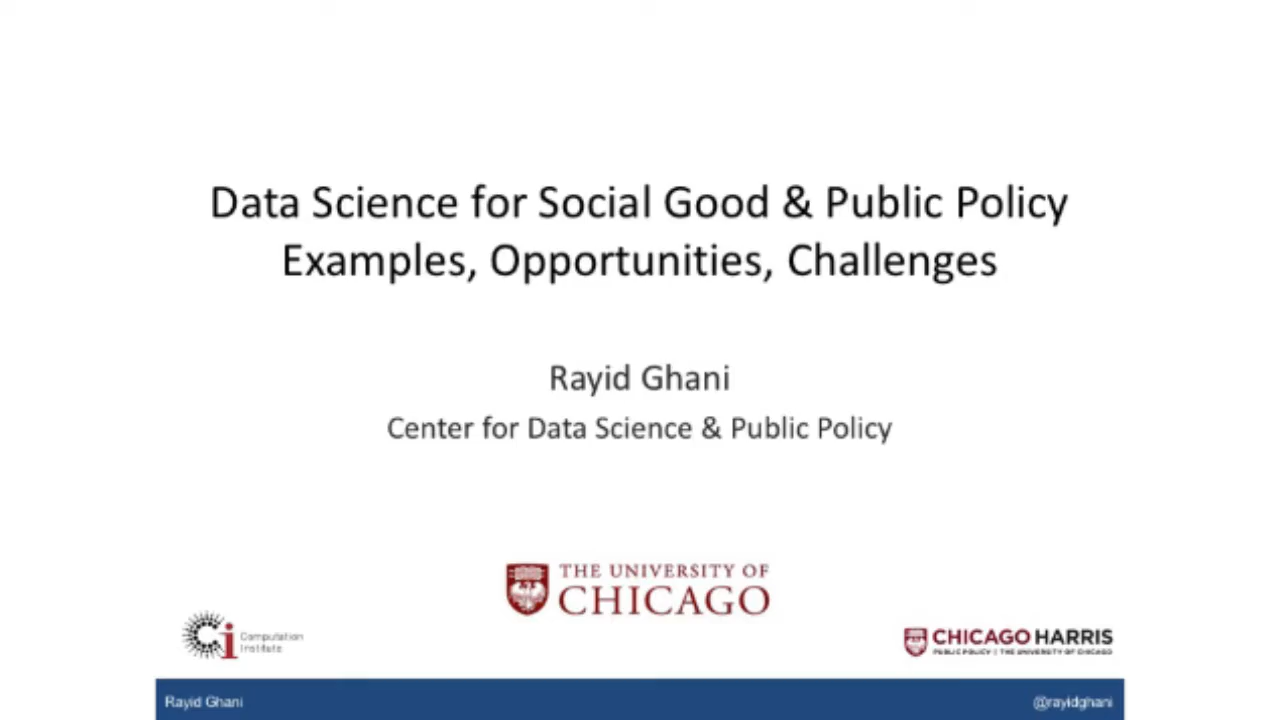 Data Science for Social Good & Public Policy
Examples, Opportunities, Challenges
Rayid Ghani
Center for Data Science & Public Policy
THE UNIVERSITY OF
CHICAGO
Ci Computation
Institute
CHICAGO HARRIS
PUBLIC POLICY | THE UNIVERSITY OF CHICAGO
Rayid Ghani
@rayidghani